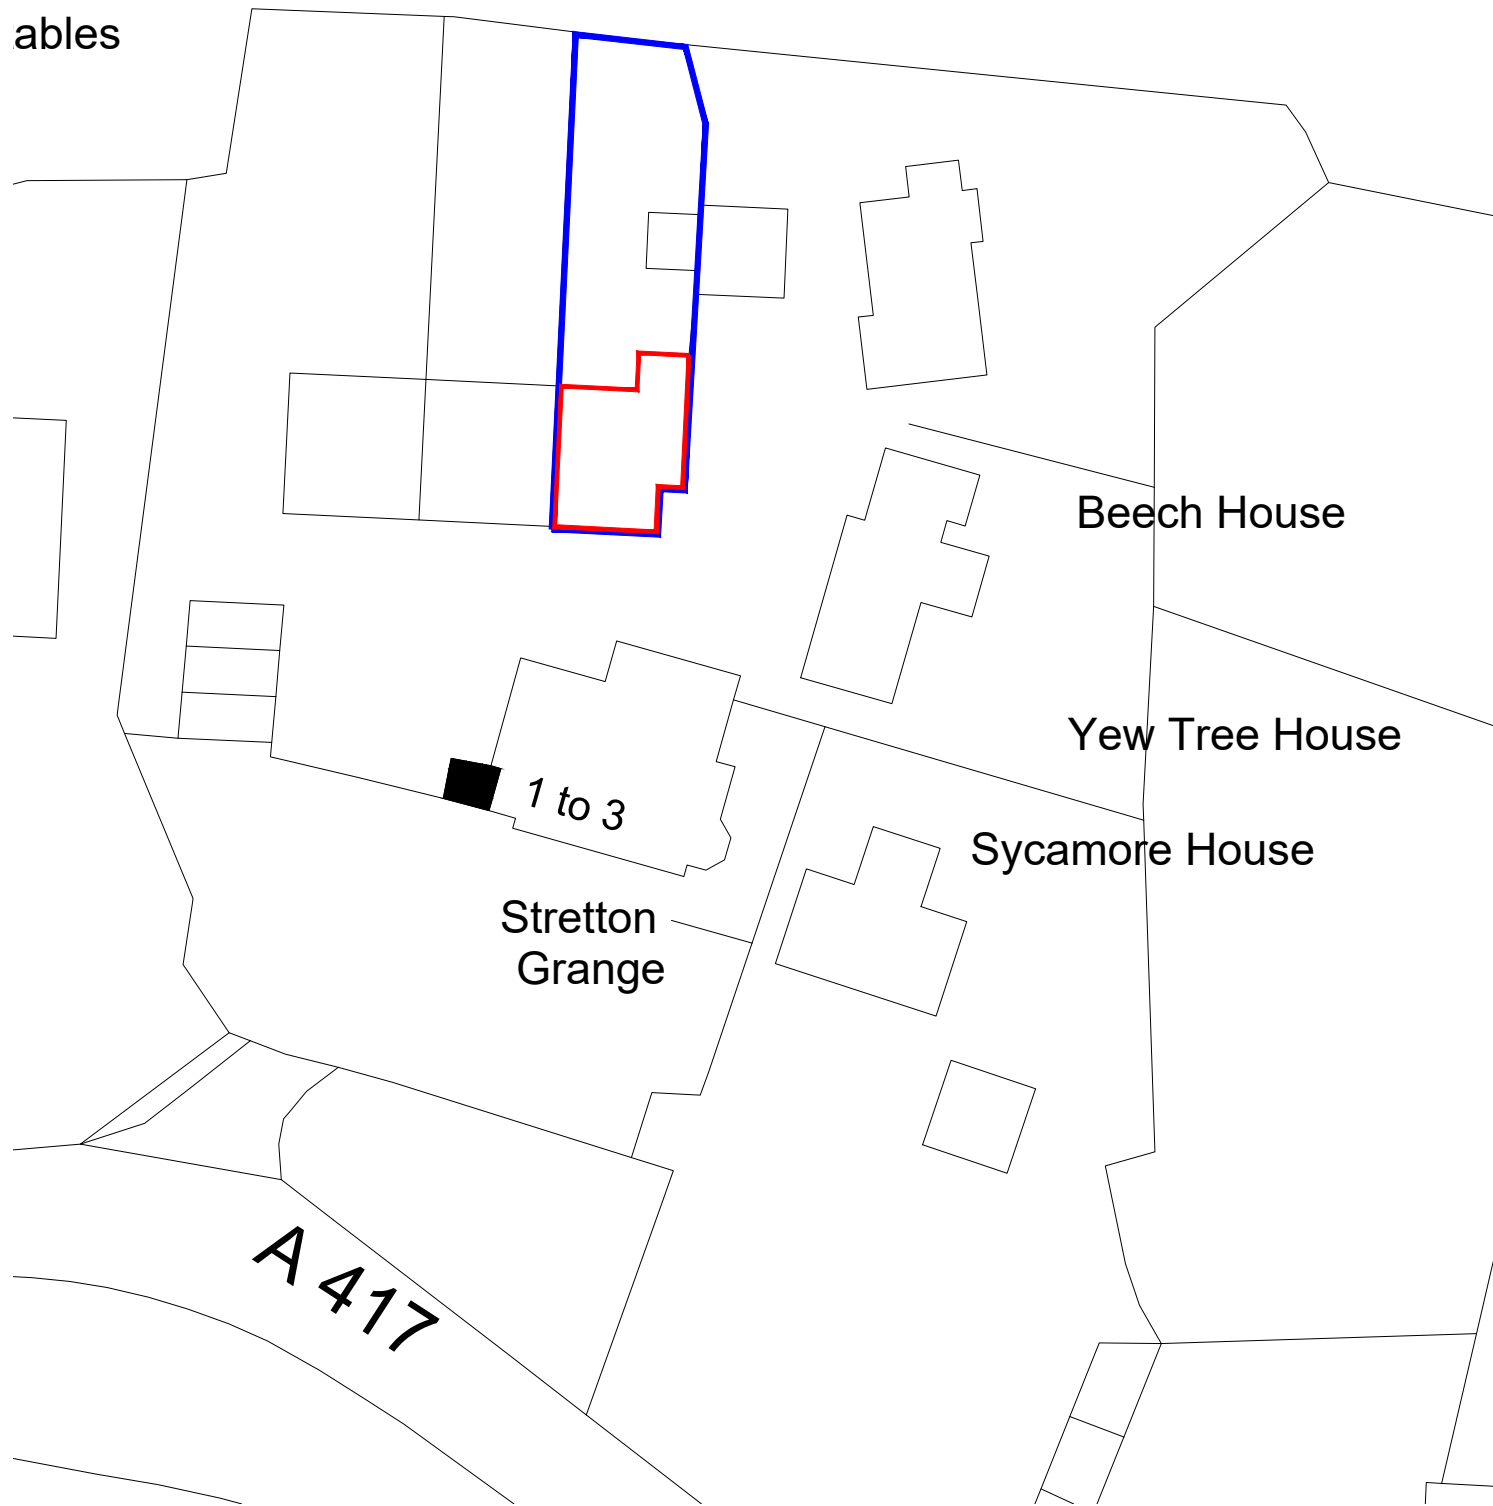 ables
Beech House
Yew Tree House
1 to 3
Sycamore House
Stretton
Grange
A 417